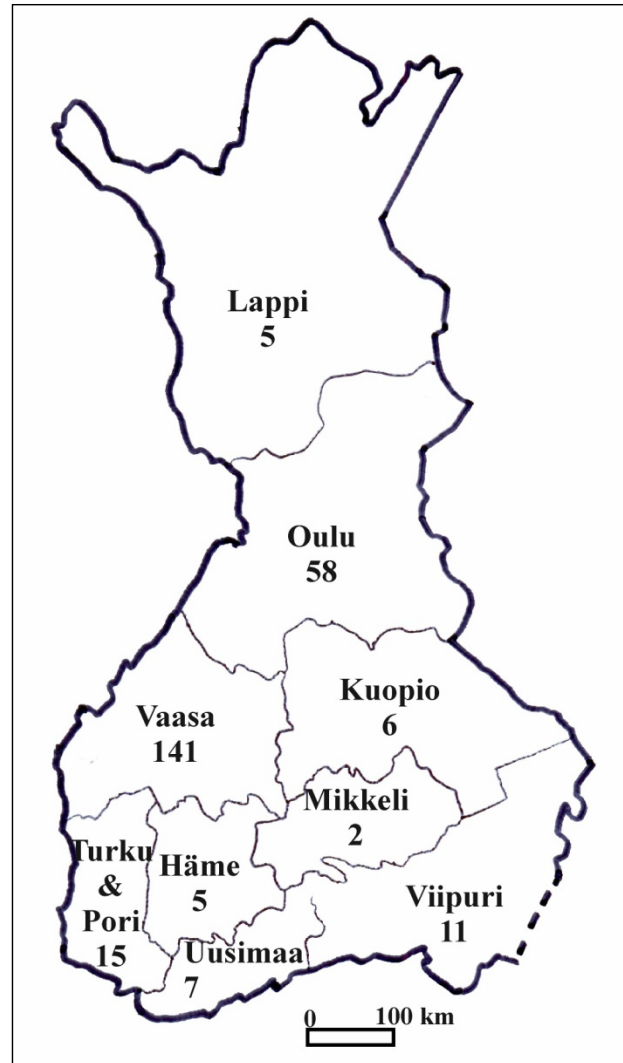 Lappi
5
Oulu
58
Kuopio
6
Vaasa
141
Mikkeli
2
Turku
&
Pori
15
Häme
5
Viipuri
11
Uusimaa
7
0 100 km